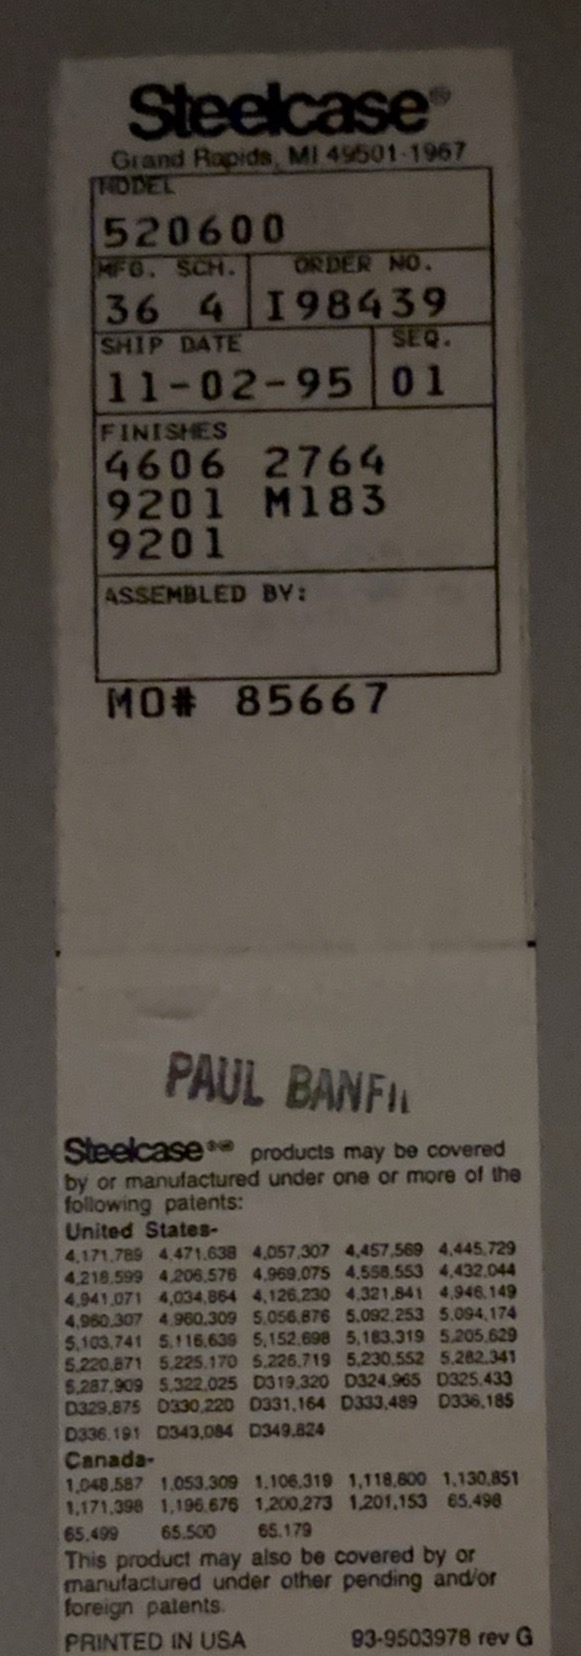 Steelcase®
Grand Rapids, MI 49501-1967
MODEL
520600
MFG. SCH. ORDER NO.
36 4 I98439
SHIP DATE SEQ.
11-02-95 01
FINISHES
4606 2764
9201 M183
9201
ASSEMBLED BY:
MO# 85667
PAUL
Steelcase products may be covered
by or manufactured under one or more of the
following patents:
United States-
4,171,789 4,471,638 4,057,307 4,457,569 4,445,729
4,218,599 4,206,576 4,969,075 4,558,553 4,432,044
4,941,071 4,034,864 4,126,230 4,321,841 4,946,149
4,960,307 4,960,309 5,056,876 5,092,253 5,094,174
5,103,741 5,116,639 5,152,698 5,183,319 5,205,629
5,220,871 5,225,170 5,226,719 5,230,552 5,282,341
5,287,909 5,322,025 D319,320 D324,965 D325,433
D329,875 D330,220 D331,164 D333,489 D336,185
D336,191 D343,084 D349,824
Canada-
1,048,587 1,053,309 1,106,319 1,118,600 1,130,851
1,171,398 1,196,676 1,200,273 1,201,153 65,498
65,499 65,500 65,179
This product may also be covered by or
manufactured under other pending and/or
foreign patents.
PRINTED IN USA 93-9503978 rev G